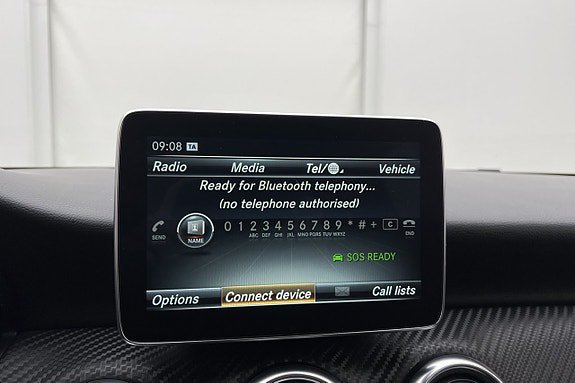 09:08 TA
Radio Media Tel/ Vehicle
Ready for Bluetooth telephony...
(no telephone authorised)
SEND NAME 0 1 2 3 4 5 6 7 8 9 * # + C END
ABC DEF GHI JKL MNO PQRS TUV WXYZ
SOS READY
Options Connect device Call lists